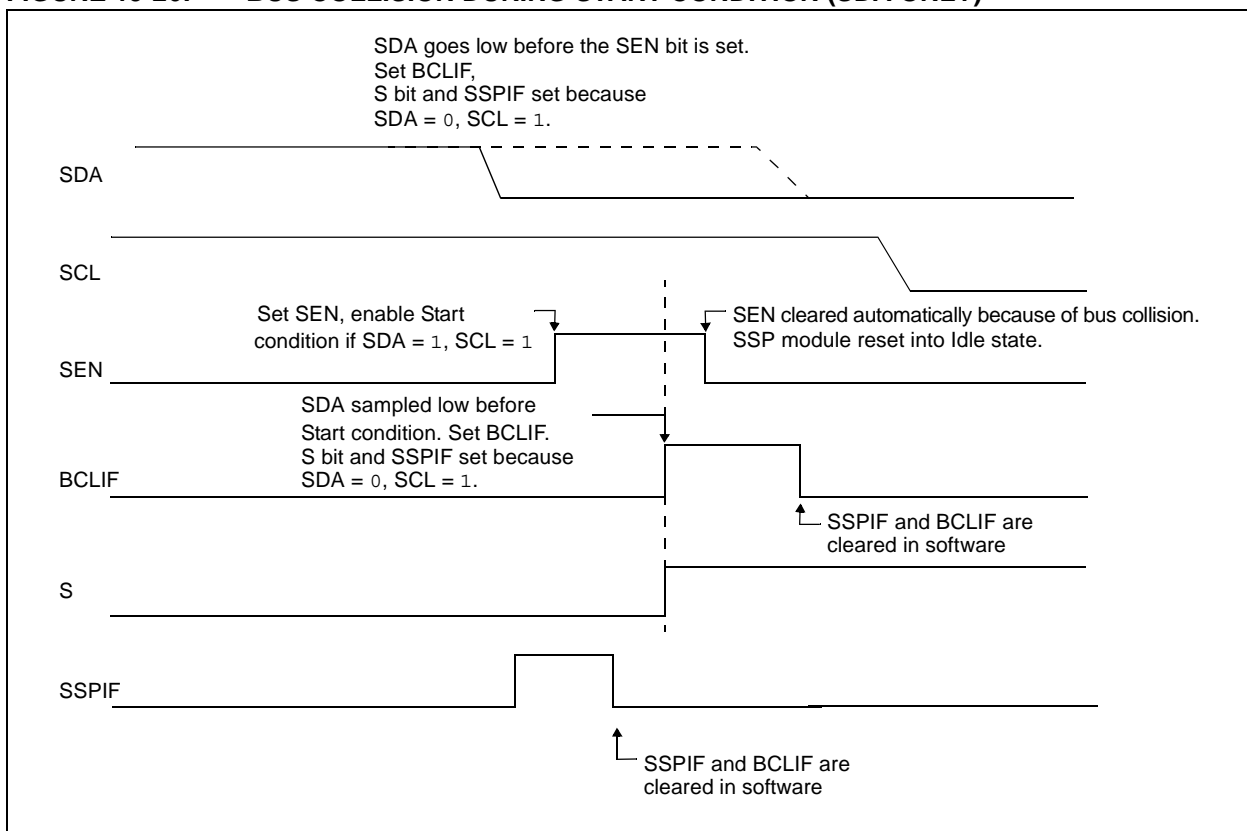 SDA goes low before the SEN bit is set.
Set BCLIF,
S bit and SSPIF set because
SDA = 0, SCL = 1.
SDA
SCL
Set SEN, enable Start
condition if SDA = 1, SCL = 1
SEN cleared automatically because of bus collision.
SSP module reset into Idle state.
SEN
SDA sampled low before
Start condition. Set BCLIF.
S bit and SSPIF set because
SDA = 0, SCL = 1.
BCLIF
SSPIF and BCLIF are
cleared in software
S
SSPIF
SSPIF and BCLIF are
cleared in software